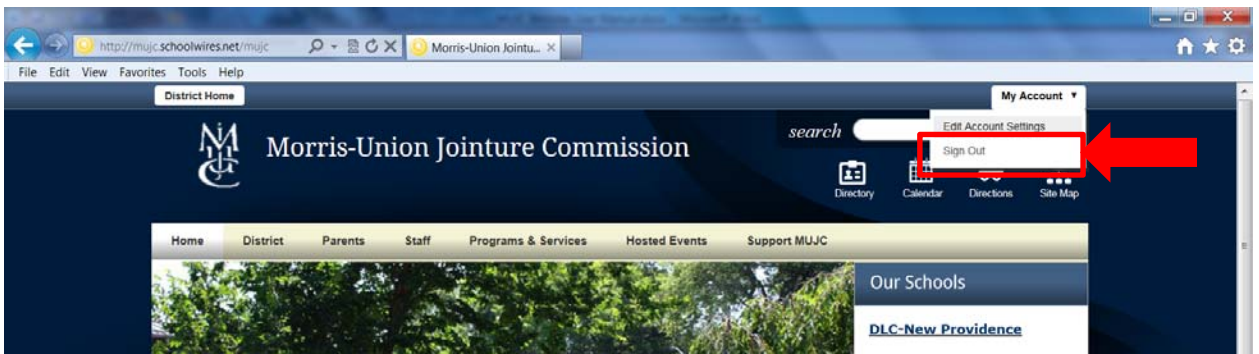 http://mujc.schoolwires.net/mujc
Morris-Union Jointu...
File Edit View Favorites Tools Help
District Home
My Account
Morris-Union Jointure Commission
search
Edit Account Settings
Sign Out
Directory Calendar Directions Site Map
Home District Parents Staff Programs & Services Hosted Events Support MUJC
Our Schools
DLC-New Providence